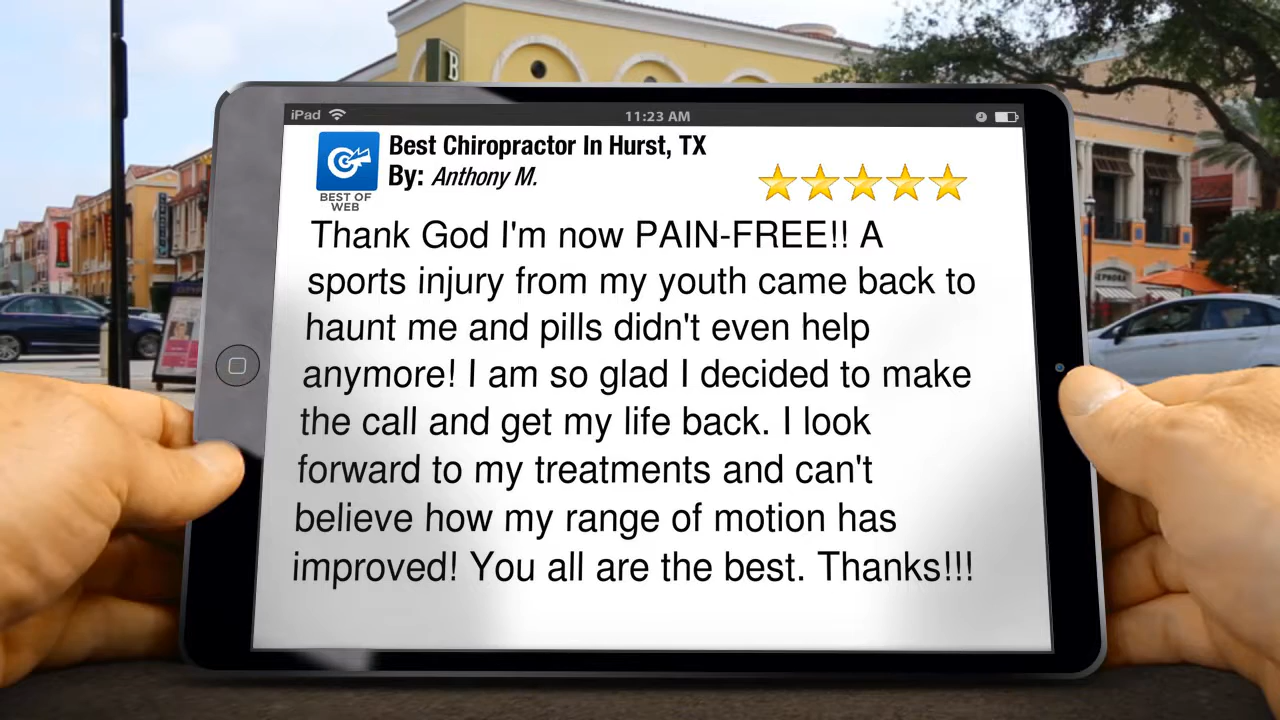 iPad
11:23 AM
Best Chiropractor In Hurst, TX
By: Anthony M.
BEST OF
WEB
Thank God I'm now PAIN-FREE!! A
sports injury from my youth came back to
haunt me and pills didn't even help
anymore! I am so glad I decided to make
the call and get my life back. I look
forward to my treatments and can't
believe how my range of motion has
improved! You all are the best. Thanks!!!
B
SEPHORA